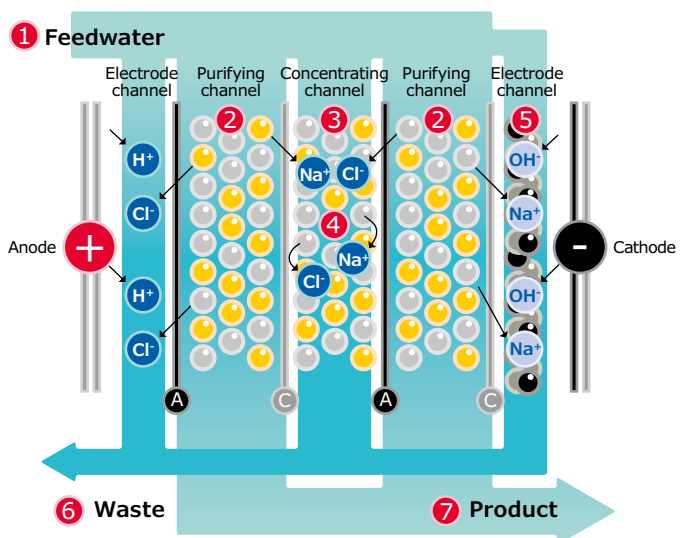 1 Feedwater
Electrode channel
Purifying channel
Concentrating channel
Purifying channel
Electrode channel
2
3
2
5
H⁺
Na⁺
Cl⁻
OH⁻
Cl⁻
Na⁺
4
Anode
+
-
Cathode
Na⁺
Cl⁻
H⁺
OH⁻
Cl⁻
Na⁺
A
C
A
C
6 Waste
7 Product